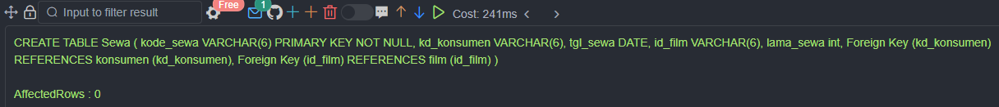 Input to filter result
Free
1
Cost: 241ms
CREATE TABLE Sewa ( kode_sewa VARCHAR(6) PRIMARY KEY NOT NULL, kd_konsumen VARCHAR(6), tgl_sewa DATE, id_film VARCHAR(6), lama_sewa int, Foreign Key (kd_konsumen)
REFERENCES konsumen (kd_konsumen), Foreign Key (id_film) REFERENCES film (id_film) )
AffectedRows : 0